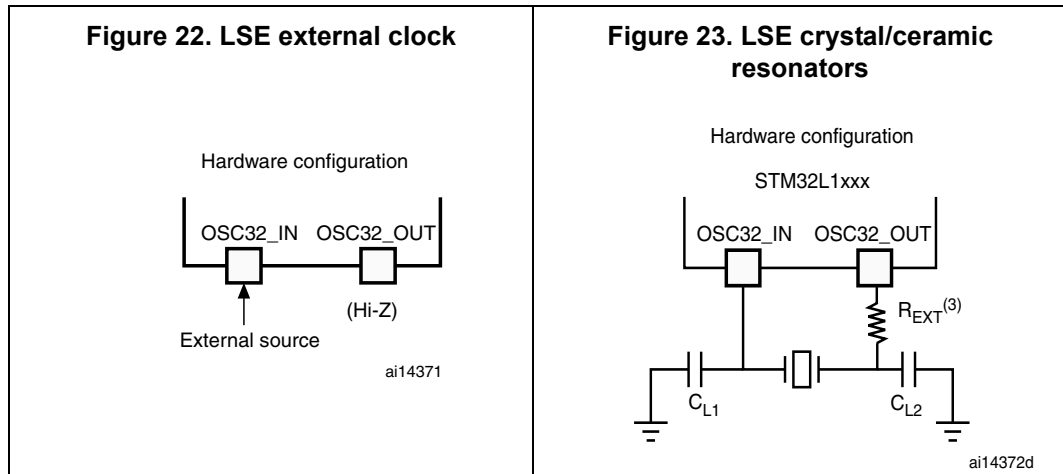 Figure 22. LSE external clock
Hardware configuration
OSC32_IN OSC32_OUT
(Hi-Z)
External source
ai14371
Figure 23. LSE crystal/ceramic
resonators
Hardware configuration
STM32L1xxx
OSC32_IN OSC32_OUT
REXT(3)
CL1
CL2
ai14372d